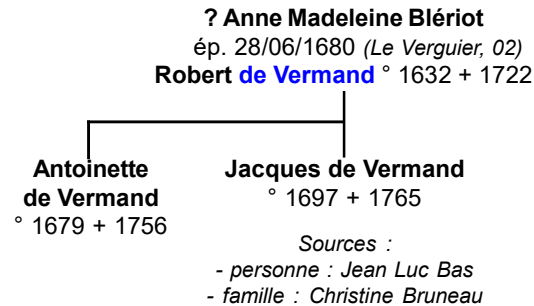 ? Anne Madeleine Blériot
ép. 28/06/1680 (Le Verguier, 02)
Robert de Vermand ° 1632 + 1722
Antoinette
de Vermand
° 1679 + 1756
Jacques de Vermand
° 1697 + 1765
Sources :
- personne : Jean Luc Bas
- famille : Christine Bruneau